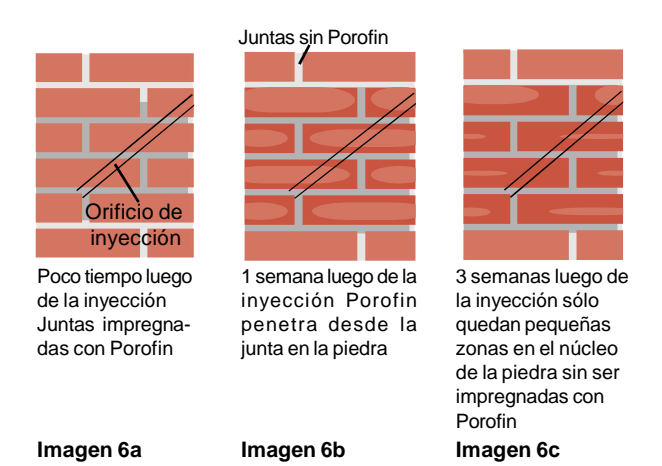 Juntas sin Porofin
Orificio de
inyección
Poco tiempo luego
de la inyección
Juntas impregna-
das con Porofin
Imagen 6a
1 semana luego de la
inyección Porofin
penetra desde la
junta en la piedra
Imagen 6b
3 semanas luego de
la inyección sólo
quedan pequeñas
zonas en el núcleo
de la piedra sin ser
impregnadas con
Porofin
Imagen 6c